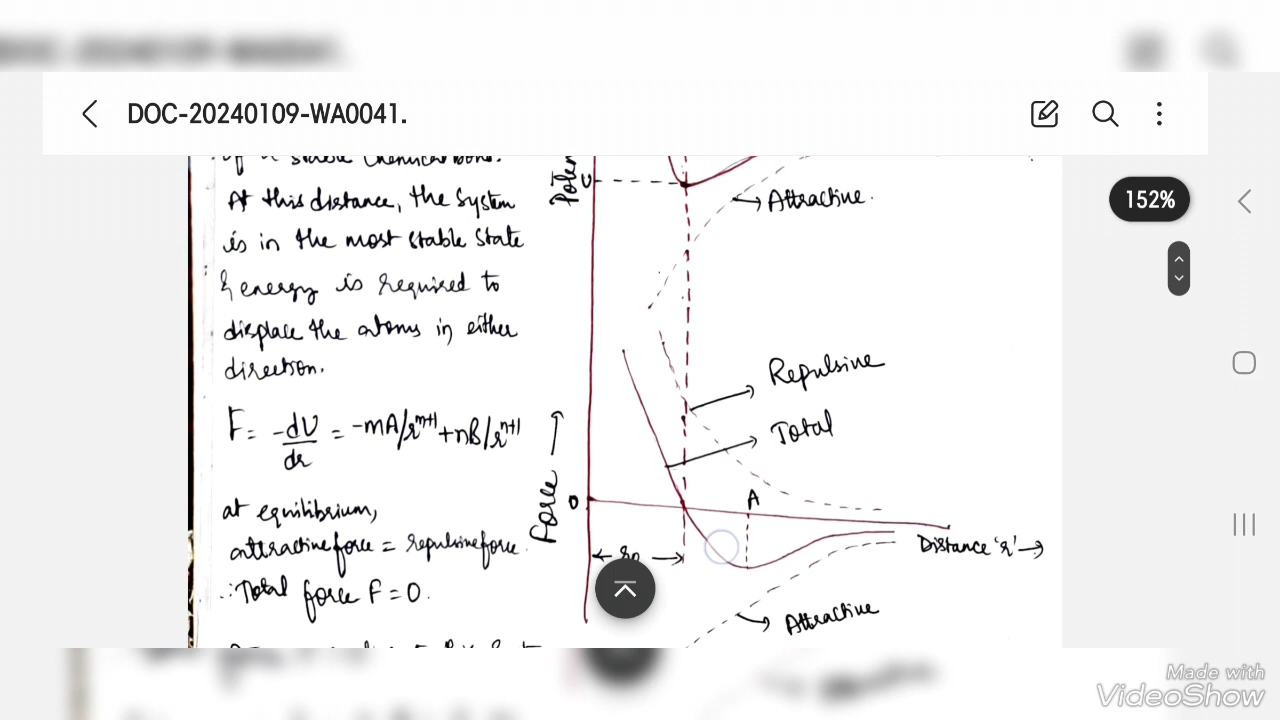 DOC-20240109-WA0041.
152%
At this distance, the System
is in the most stable State
& energy is required to
displace the atoms in either
direction.
F = -dU/dr = -mA/r^m+1 + nB/r^n+1
at equilibrium,
attractive force = repulsive force.
∴ Total force F = 0.
Poten
U
→ Attractive.
Repulsive
Total
Force →
0
A
r0
Distance 'r' →
→ Attractive
Made with
VideoShow